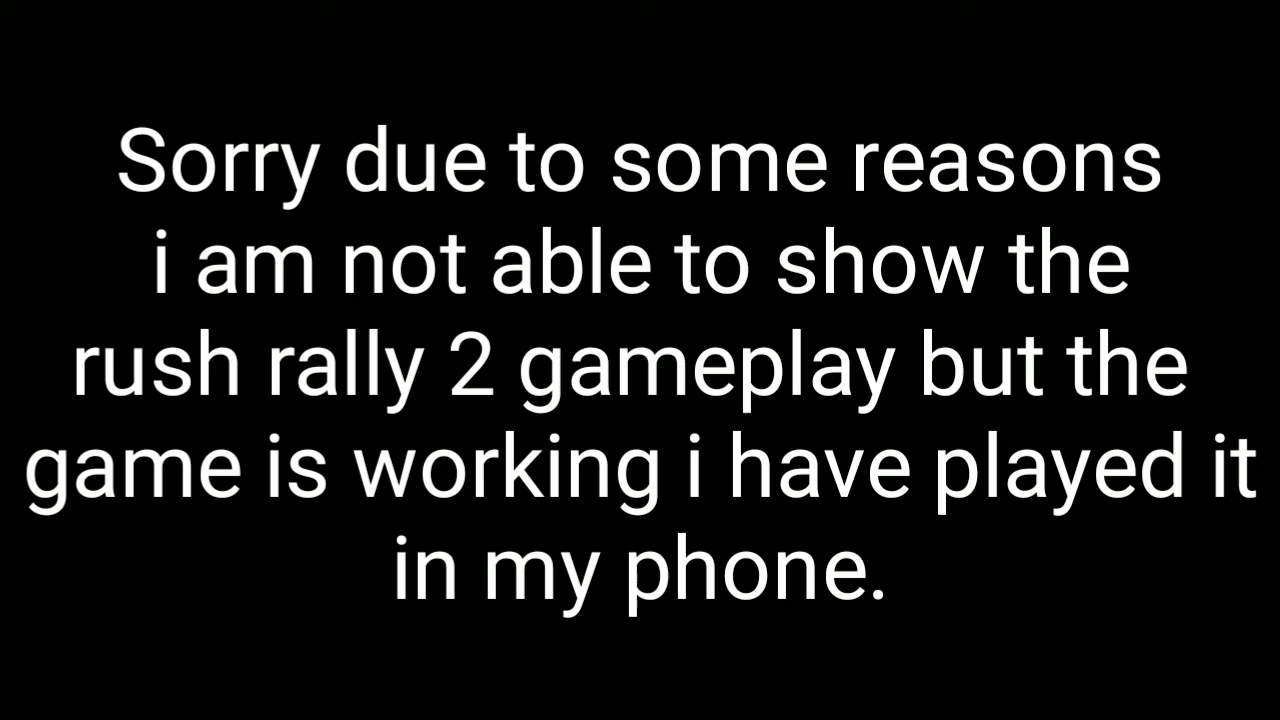 Sorry due to some reasons
i am not able to show the
rush rally 2 gameplay but the
game is working i have played it
in my phone.